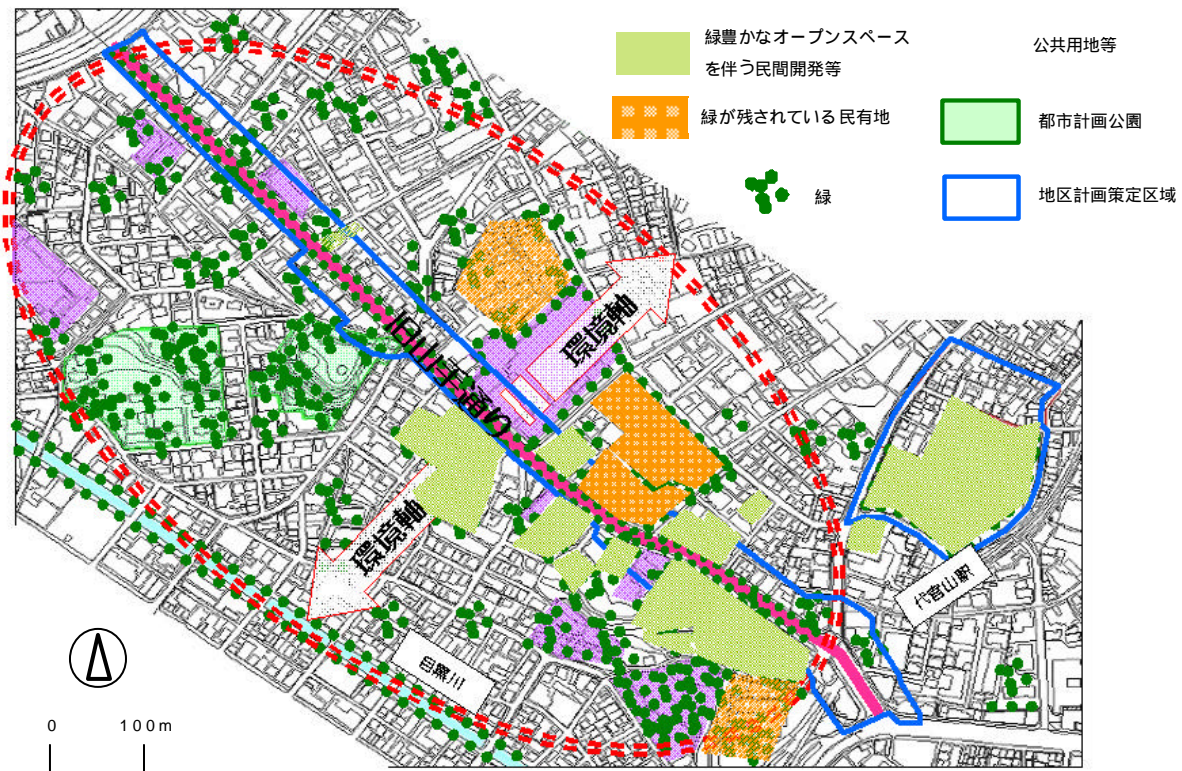 緑豊かなオープンスペース
を伴う民間開発等
公共用地等
緑が残されている民有地
都市計画公園
緑
地区計画策定区域
環境軸
旧山手通り
環境軸
代官山駅
目黒川
0 100m